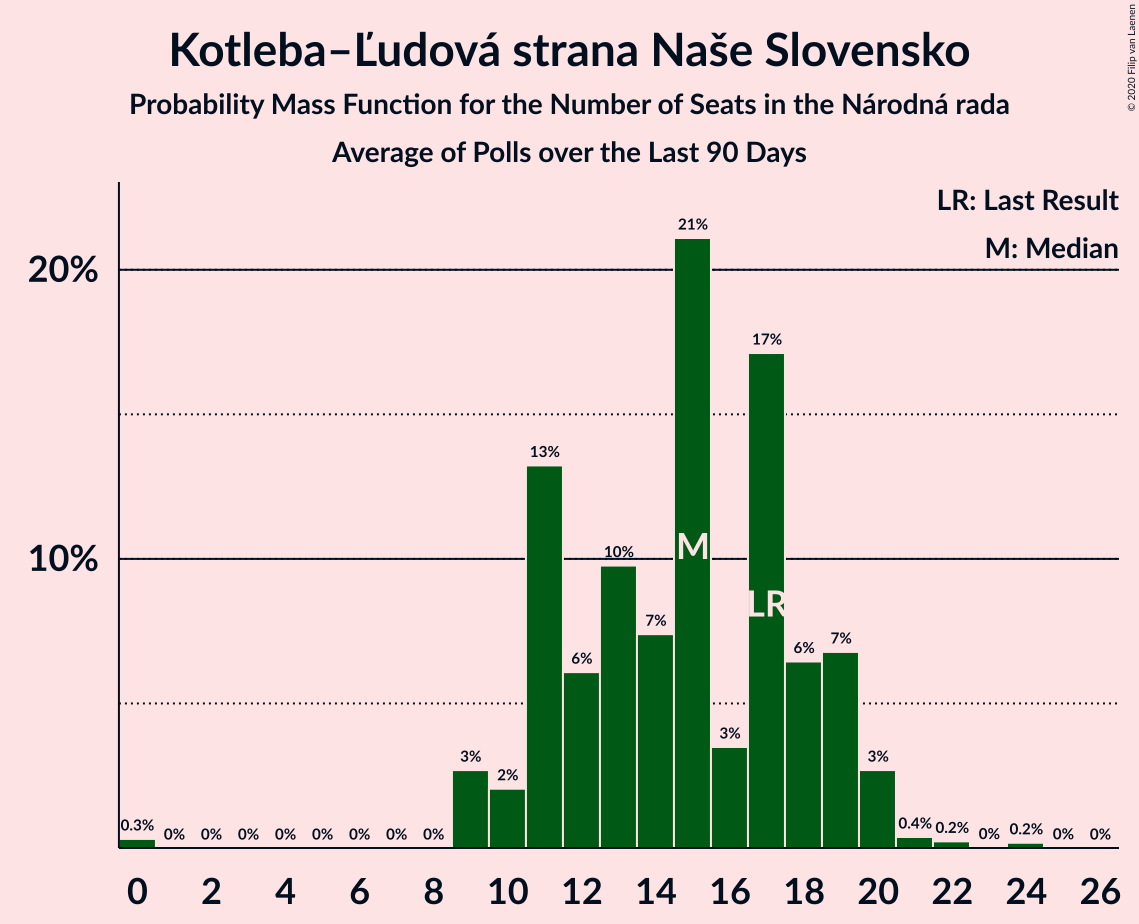 Kotleba–Ľudová strana Naše Slovensko
Probability Mass Function for the Number of Seats in the Národná rada
Average of Polls over the Last 90 Days
© 2020 Filip van Laenen
LR: Last Result
M: Median
20%
10%
0.3% 0% 0% 0% 0% 0% 0% 0% 0% 3% 2% 13% 6% 10% 7% 21% 3% 17% 6% 7% 3% 0.4% 0.2% 0% 0.2% 0% 0%
M
LR
0 2 4 6 8 10 12 14 16 18 20 22 24 26